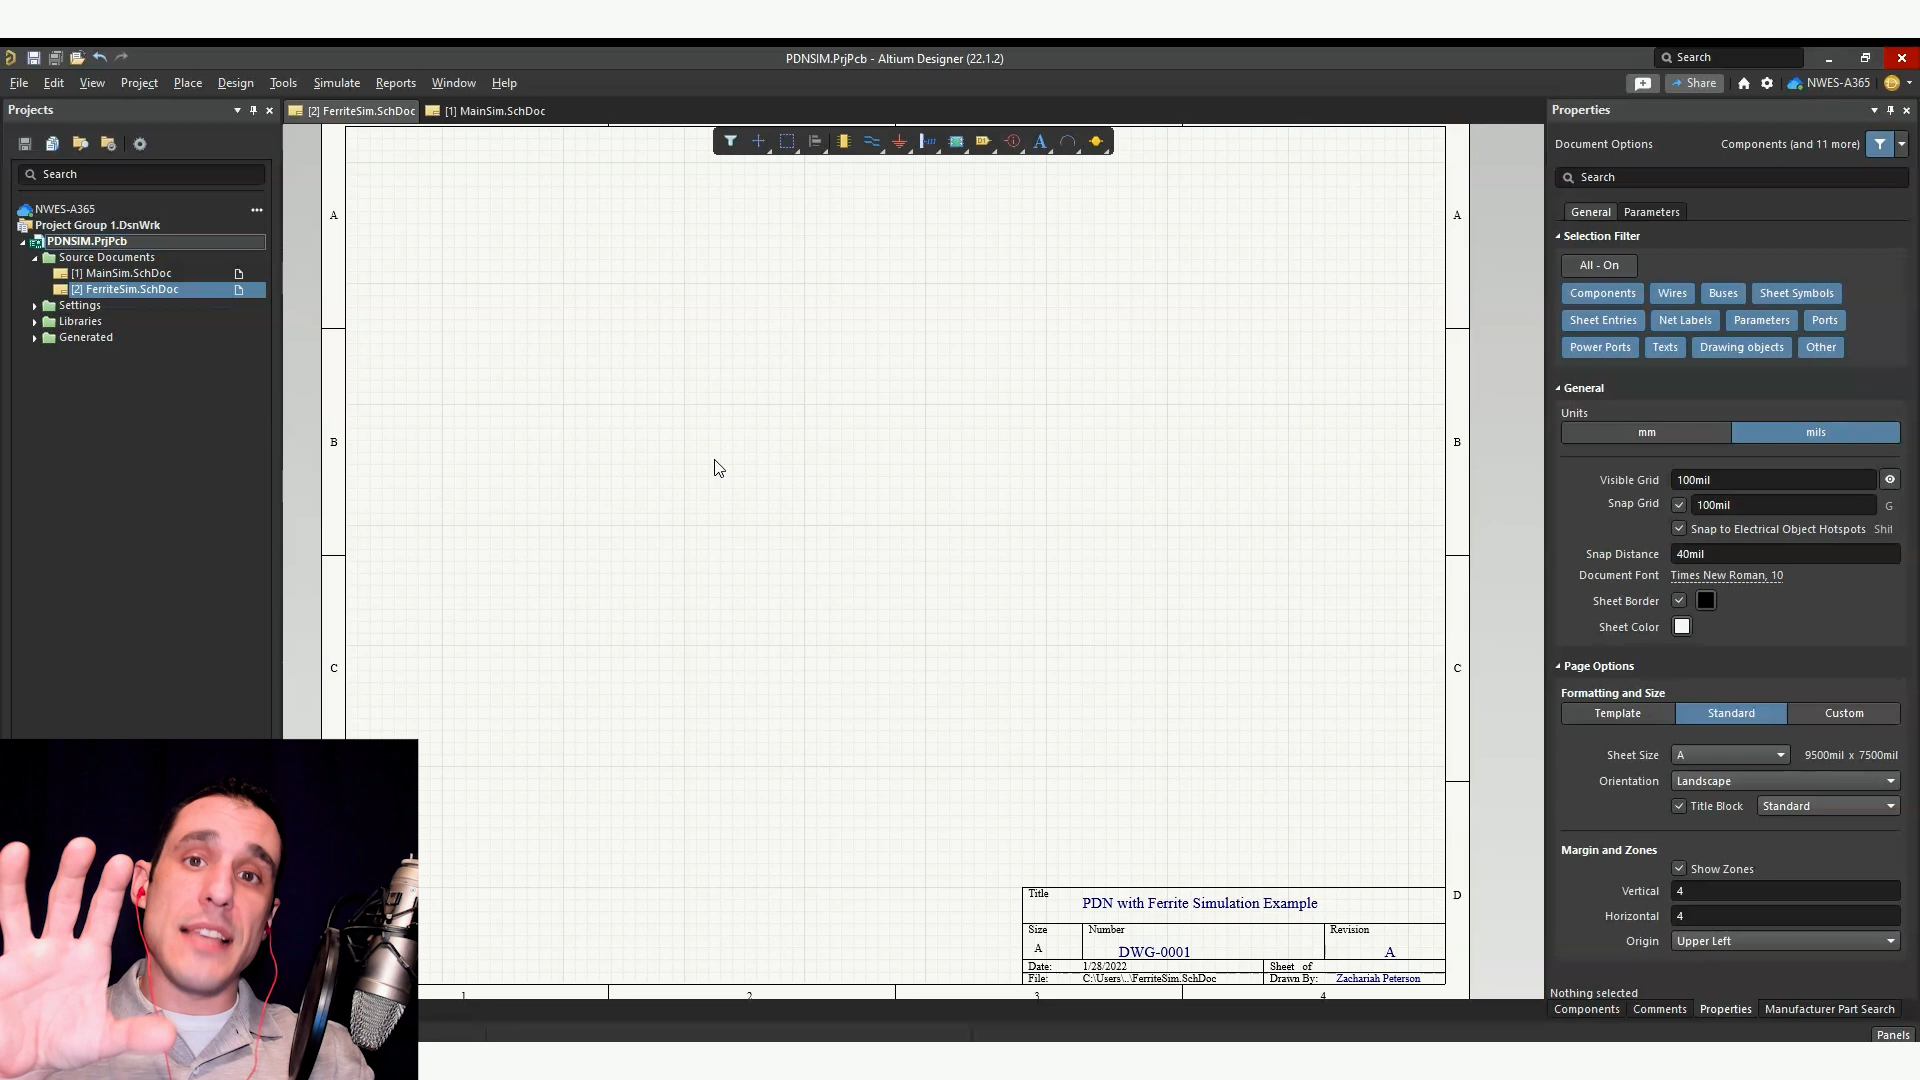 PDNSIM.PrjPcb - Altium Designer (22.1.2)
Search
File Edit View Project Place Design Tools Simulate Reports Window Help
Share
NWES-A365
Projects
[2] FerriteSim.SchDoc
[1] MainSim.SchDoc
Properties
Document Options
Components (and 11 more)
Search
Search
NWES-A365
Project Group 1.DsnWrk
PDNSIM.PrjPcb
Source Documents
[1] MainSim.SchDoc
[2] FerriteSim.SchDoc
Settings
Libraries
Generated
A
B
C
A
B
C
D
1
2
3
4
Title
PDN with Ferrite Simulation Example
Size
Number
Revision
A
DWG-0001
A
Date:
1/28/2022
Sheet of
File:
C:\Users\..\FerriteSim.SchDoc
Drawn By:
Zachariah Peterson
General
Parameters
Selection Filter
All - On
Components Wires Buses Sheet Symbols
Sheet Entries Net Labels Parameters Ports
Power Ports Texts Drawing objects Other
General
Units
mm
mils
Visible Grid
100mil
Snap Grid
100mil
G
Snap to Electrical Object Hotspots
Snap Distance
40mil
Document Font
Times New Roman, 10
Sheet Border
Sheet Color
Page Options
Formatting and Size
Template Standard Custom
Sheet Size
A
9500mil x 7500mil
Orientation
Landscape
Title Block
Standard
Margin and Zones
Show Zones
Vertical
4
Horizontal
4
Origin
Upper Left
Nothing selected
Components Comments Properties Manufacturer Part Search
Panels